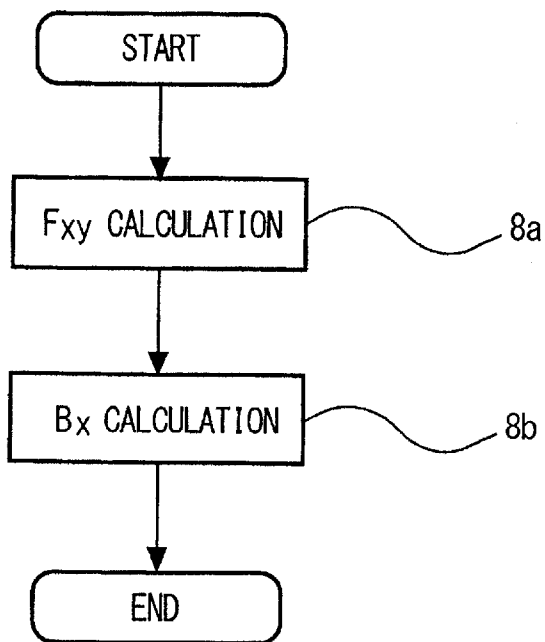 START
Fxy CALCULATION
8a
Bx CALCULATION
8b
END